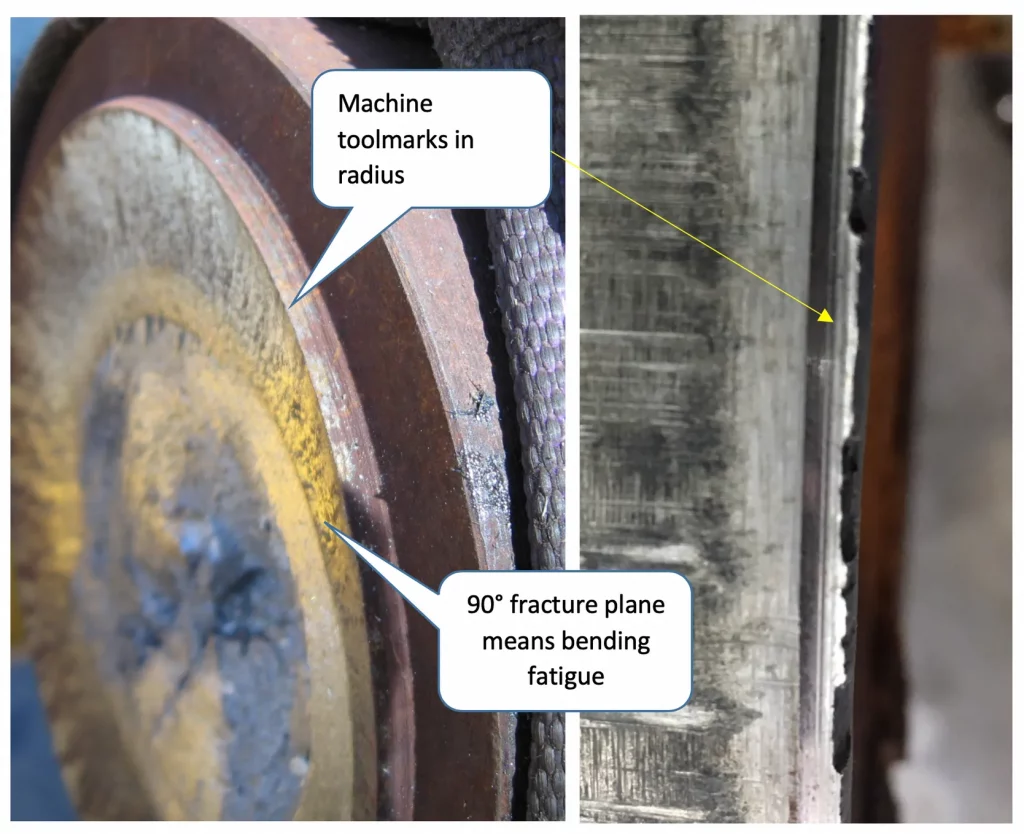 Machine
toolmarks in
radius
90° fracture plane
means bending
fatigue